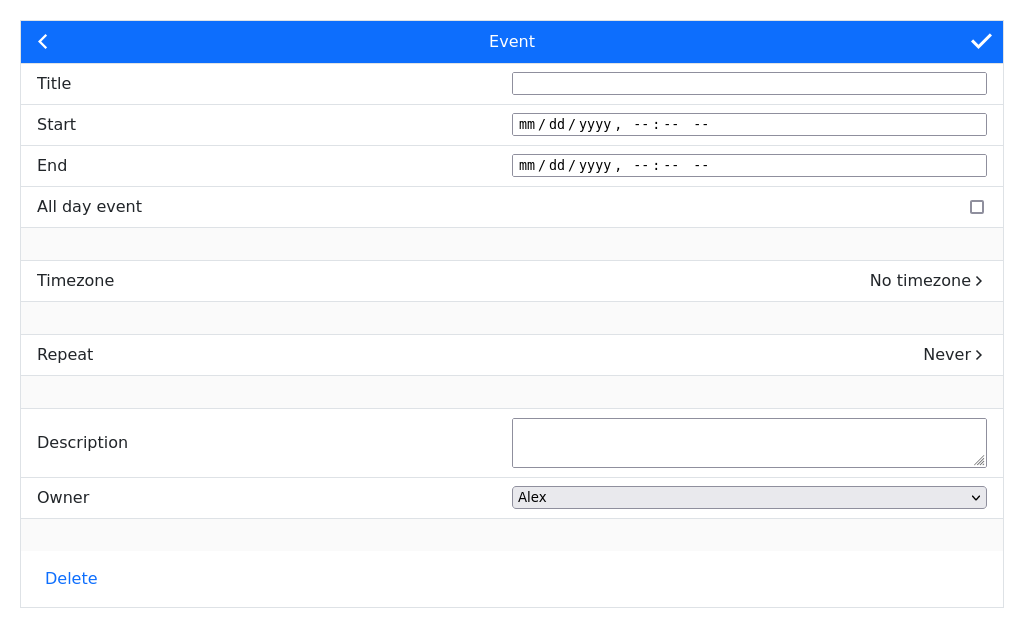 Event
Title
Start mm/dd/yyyy, --:-- --
End mm/dd/yyyy, --:-- --
All day event
Timezone No timezone
Repeat Never
Description
Owner Alex
Delete